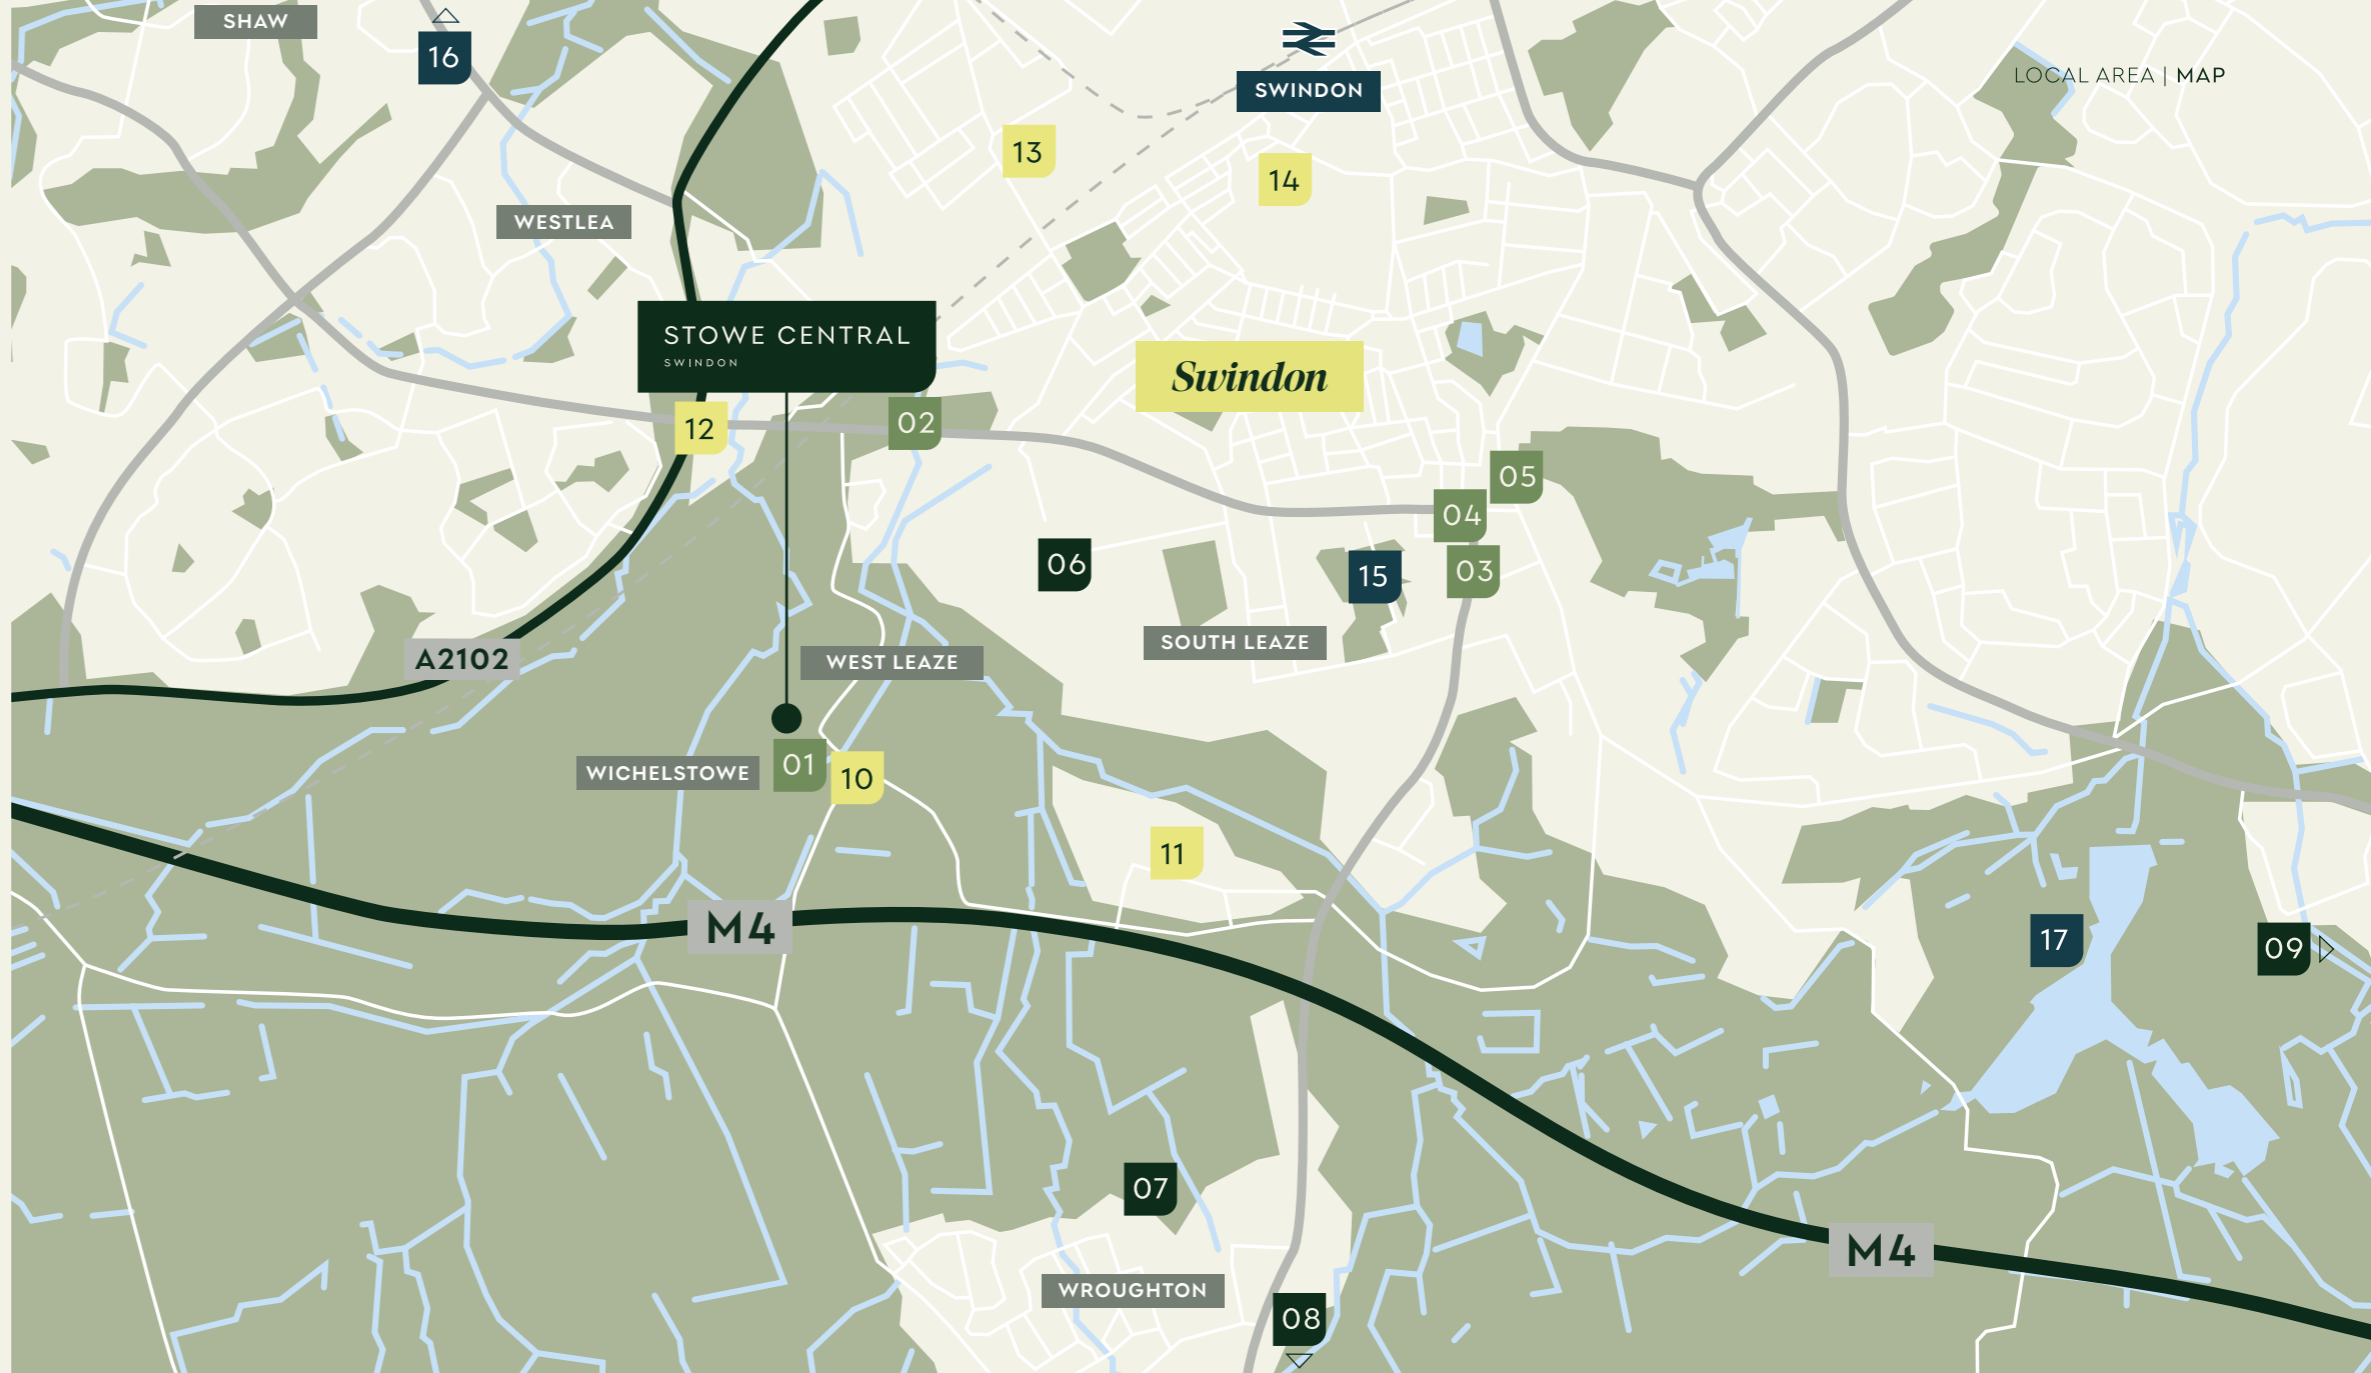 SHAW
16
SWINDON
LOCAL AREA | MAP
13
14
WESTLEA
STOWE CENTRAL
SWINDON
Swindon
12
02
05
04
06
15
03
SOUTH LEAZE
A2102
WEST LEAZE
WICHELSTOWE
01
10
11
M4
17
09
07
M4
WROUGHTON
08